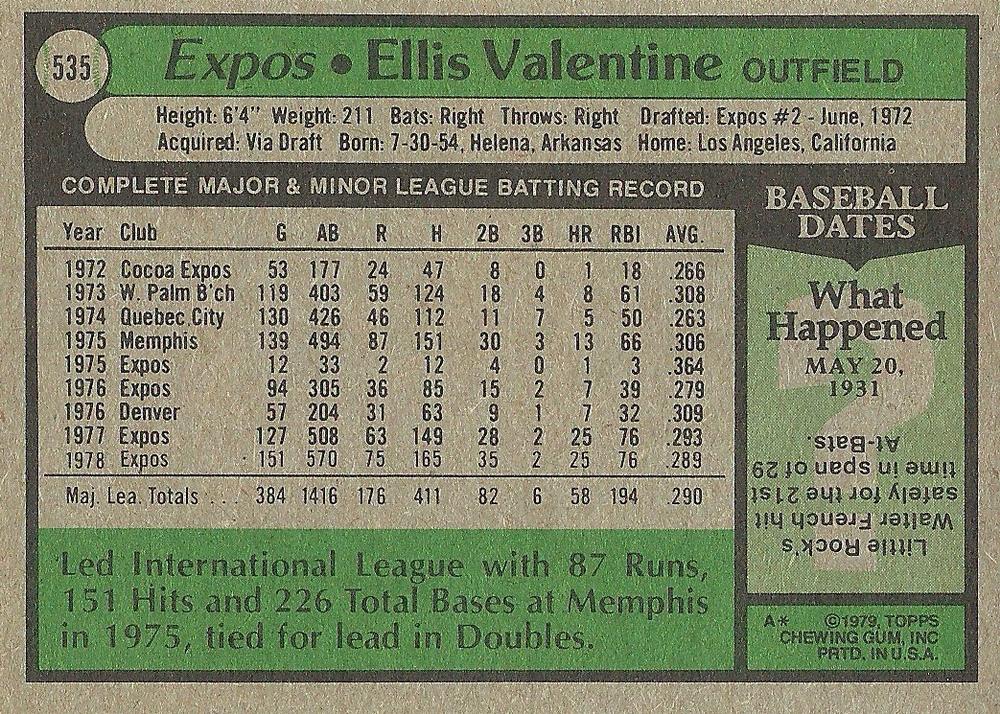 535
Expos • Ellis Valentine OUTFIELD
Height: 6'4" Weight: 211 Bats: Right Throws: Right Drafted: Expos #2 - June, 1972
Acquired: Via Draft Born: 7-30-54, Helena, Arkansas Home: Los Angeles, California
COMPLETE MAJOR & MINOR LEAGUE BATTING RECORD
Year Club G AB R H 2B 3B HR RBI AVG.
1972 Cocoa Expos 53 177 24 47 8 0 1 18 .266
1973 W. Palm B'ch 119 403 59 124 18 4 8 61 .308
1974 Quebec City 130 426 46 112 11 7 5 50 .263
1975 Memphis 139 494 87 151 30 3 13 66 .306
1975 Expos 12 33 2 12 4 0 1 3 .364
1976 Expos 94 305 36 85 15 2 7 39 .279
1976 Denver 57 204 31 63 9 1 7 32 .309
1977 Expos 127 508 63 149 28 2 25 76 .293
1978 Expos 151 570 75 165 35 2 25 76 .289
Maj. Lea. Totals ... 384 1416 176 411 82 6 58 194 .290
Led International League with 87 Runs,
151 Hits and 226 Total Bases at Memphis
in 1975, tied for lead in Doubles.
BASEBALL
DATES
What
Happened
MAY 20,
1931
?
Little Rock's
Walter French hit
safely for the 21st
time in span of 29
At-Bats.
A* ©1979, TOPPS
CHEWING GUM, INC
PRTD. IN U.S.A.